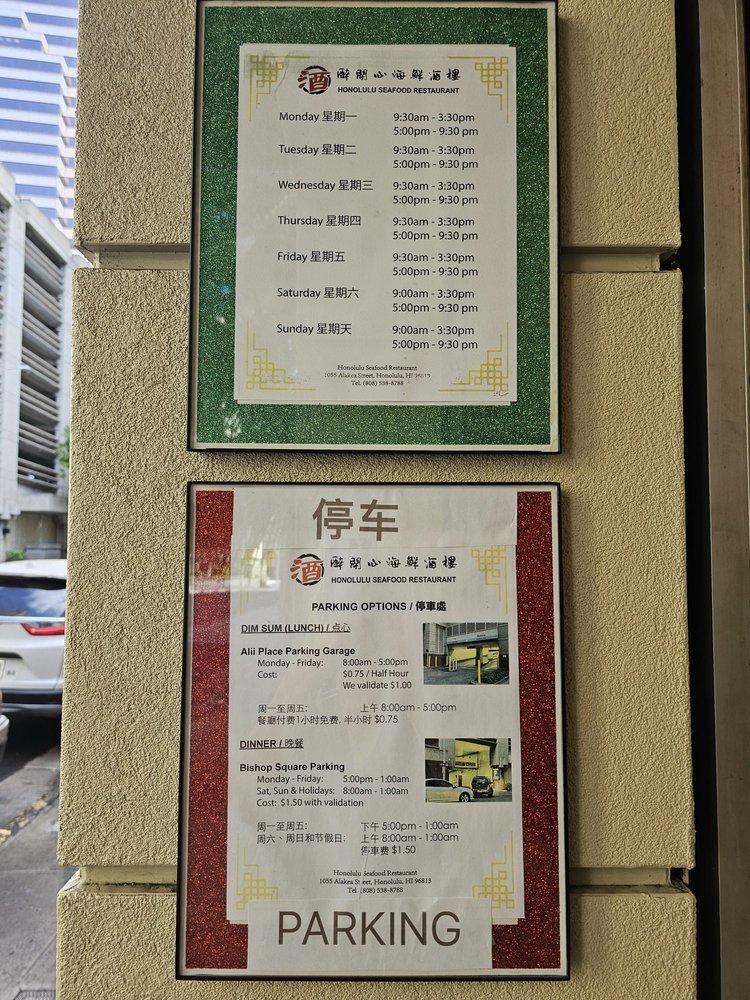 酒 醉開心海鮮酒樓
HONOLULU SEAFOOD RESTAURANT
Monday 星期一 9:30am - 3:30pm
5:00pm - 9:30 pm
Tuesday 星期二 9:30am - 3:30pm
5:00pm - 9:30 pm
Wednesday 星期三 9:30am - 3:30pm
5:00pm - 9:30 pm
Thursday 星期四 9:30am - 3:30pm
5:00pm - 9:30 pm
Friday 星期五 9:30am - 3:30pm
5:00pm - 9:30 pm
Saturday 星期六 9:00am - 3:30pm
5:00pm - 9:30 pm
Sunday 星期天 9:00am - 3:30pm
5:00pm - 9:30 pm
Honolulu Seafood Restaurant
1055 Alakea Street, Honolulu, HI 96813
Tel. (808) 538-8788
停车
酒 醉開心海鮮酒樓
HONOLULU SEAFOOD RESTAURANT
PARKING OPTIONS / 停車處
DIM SUM (LUNCH) / 点心
Alii Place Parking Garage
Monday - Friday: 8:00am - 5:00pm
Cost: $0.75 / Half Hour
We validate $1.00
周一至周五: 上午 8:00am - 5:00pm
餐廳付费1小时免费, 半小时 $0.75
DINNER / 晚餐
Bishop Square Parking
Monday - Friday: 5:00pm - 1:00am
Sat, Sun & Holidays: 8:00am - 1:00am
Cost: $1.50 with validation
周一至周五: 下午 5:00pm - 1:00am
周六、周日和节假日: 上午 8:00am - 1:00am
停車费 $1.50
Honolulu Seafood Restaurant
1055 Alakea Street, Honolulu, HI 96813
Tel. (808) 538-8788
PARKING